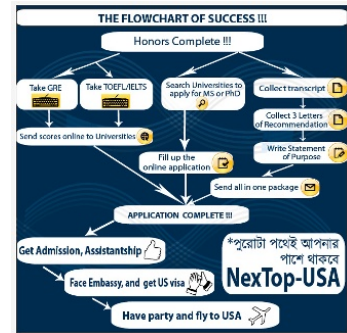 THE FLOWCHART OF SUCCESS !!!
Honors Complete !!!
Take GRE
Take TOEFL/IELTS
Search Universities to
apply for MS or PhD
Collect transcript
Collect 3 Letters
of Recommendation
Send scores online to Universities
Fill up the
online application
Write Statement
of Purpose
Send all in one package
APPLICATION COMPLETE !!!
Get Admission, Assistantship
*পুরোটা পথেই আপনার
পাশে থাকবে
NexTop-USA
Face Embassy, and get US visa
Have party and fly to USA